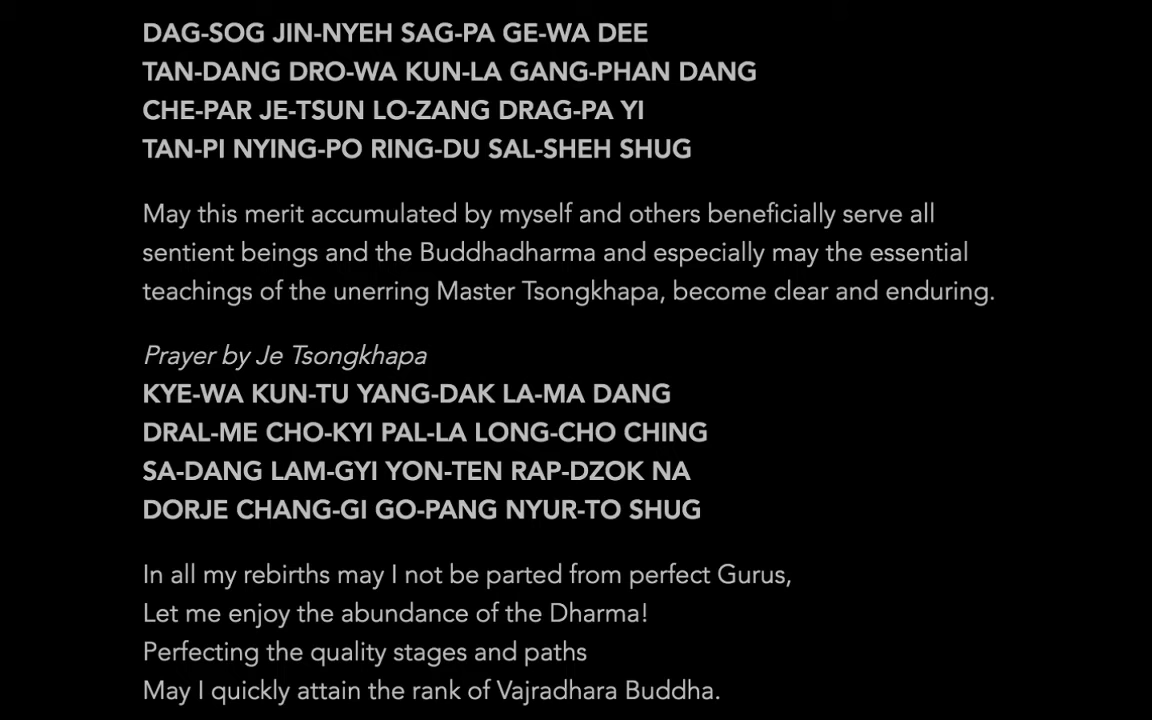 DAG-SOG JIN-NYEH SAG-PA GE-WA DEE
TAN-DANG DRO-WA KUN-LA GANG-PHAN DANG
CHE-PAR JE-TSUN LO-ZANG DRAG-PA YI
TAN-PI NYING-PO RING-DU SAL-SHEH SHUG
May this merit accumulated by myself and others beneficially serve all
sentient beings and the Buddhadharma and especially may the essential
teachings of the unerring Master Tsongkhapa, become clear and enduring.
Prayer by Je Tsongkhapa
KYE-WA KUN-TU YANG-DAK LA-MA DANG
DRAL-ME CHO-KYI PAL-LA LONG-CHO CHING
SA-DANG LAM-GYI YON-TEN RAP-DZOK NA
DORJE CHANG-GI GO-PANG NYUR-TO SHUG
In all my rebirths may I not be parted from perfect Gurus,
Let me enjoy the abundance of the Dharma!
Perfecting the quality stages and paths
May I quickly attain the rank of Vajradhara Buddha.